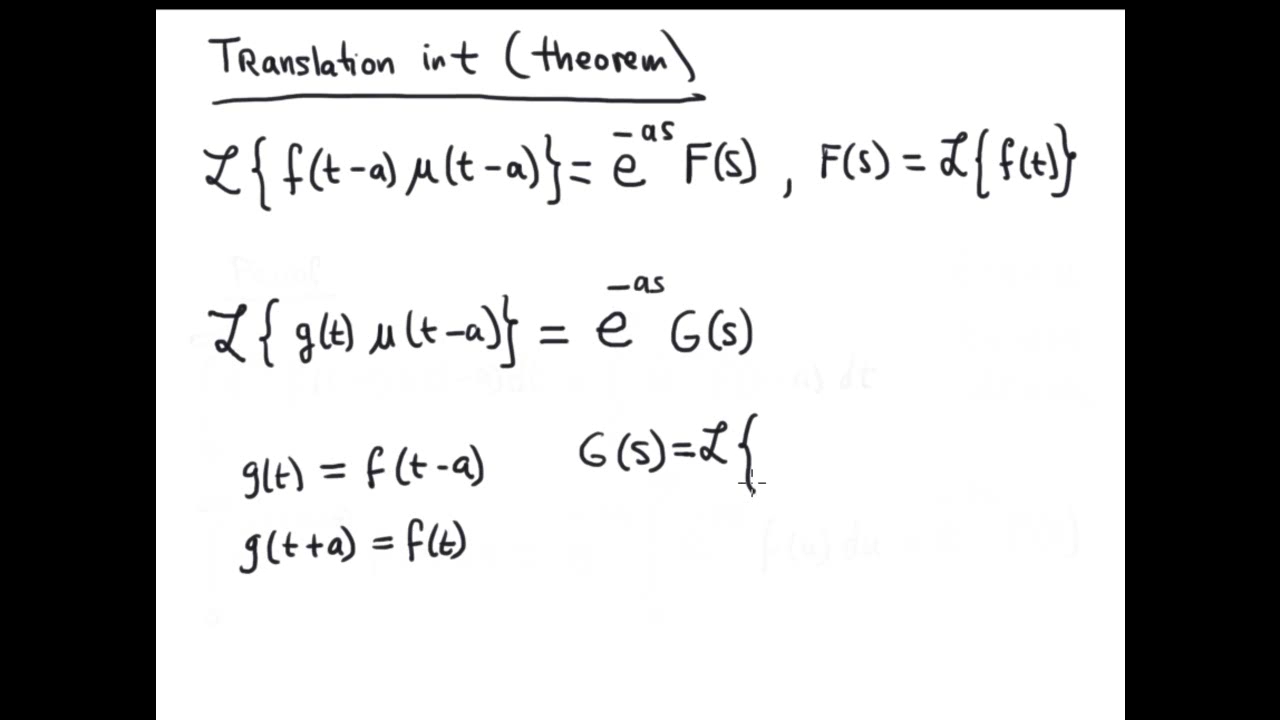 Translation in t (theorem)
ℒ{f(t-a) μ(t-a)} = e^{-as} F(s) , F(s) = ℒ{f(t)}
ℒ{g(t) μ(t-a)} = e^{-as} G(s)
g(t) = f(t-a)
G(s) = ℒ{
g(t+a) = f(t)